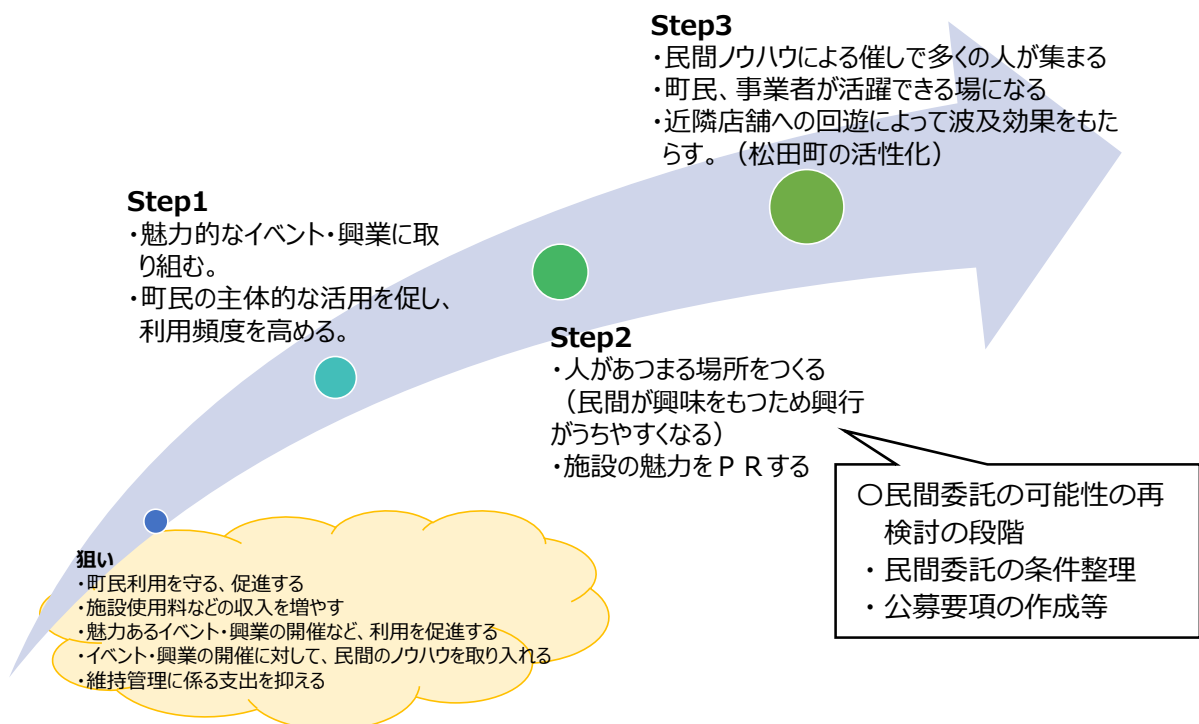 Step3
・民間ノウハウによる催しで多くの人が集まる
・町民、事業者が活躍できる場になる
・近隣店舗への回遊によって波及効果をもた
らす。（松田町の活性化）
Step1
・魅力的なイベント・興業に取
り組む。
・町民の主体的な活用を促し、
利用頻度を高める。
Step2
・人があつまる場所をつくる
（民間が興味をもつため興行
がうちやすくなる）
・施設の魅力をＰＲする
〇民間委託の可能性の再
検討の段階
・民間委託の条件整理
・公募要項の作成等
狙い
・町民利用を守る、促進する
・施設使用料などの収入を増やす
・魅力あるイベント・興業の開催など、利用を促進する
・イベント・興業の開催に対して、民間のノウハウを取り入れる
・維持管理に係る支出を抑える